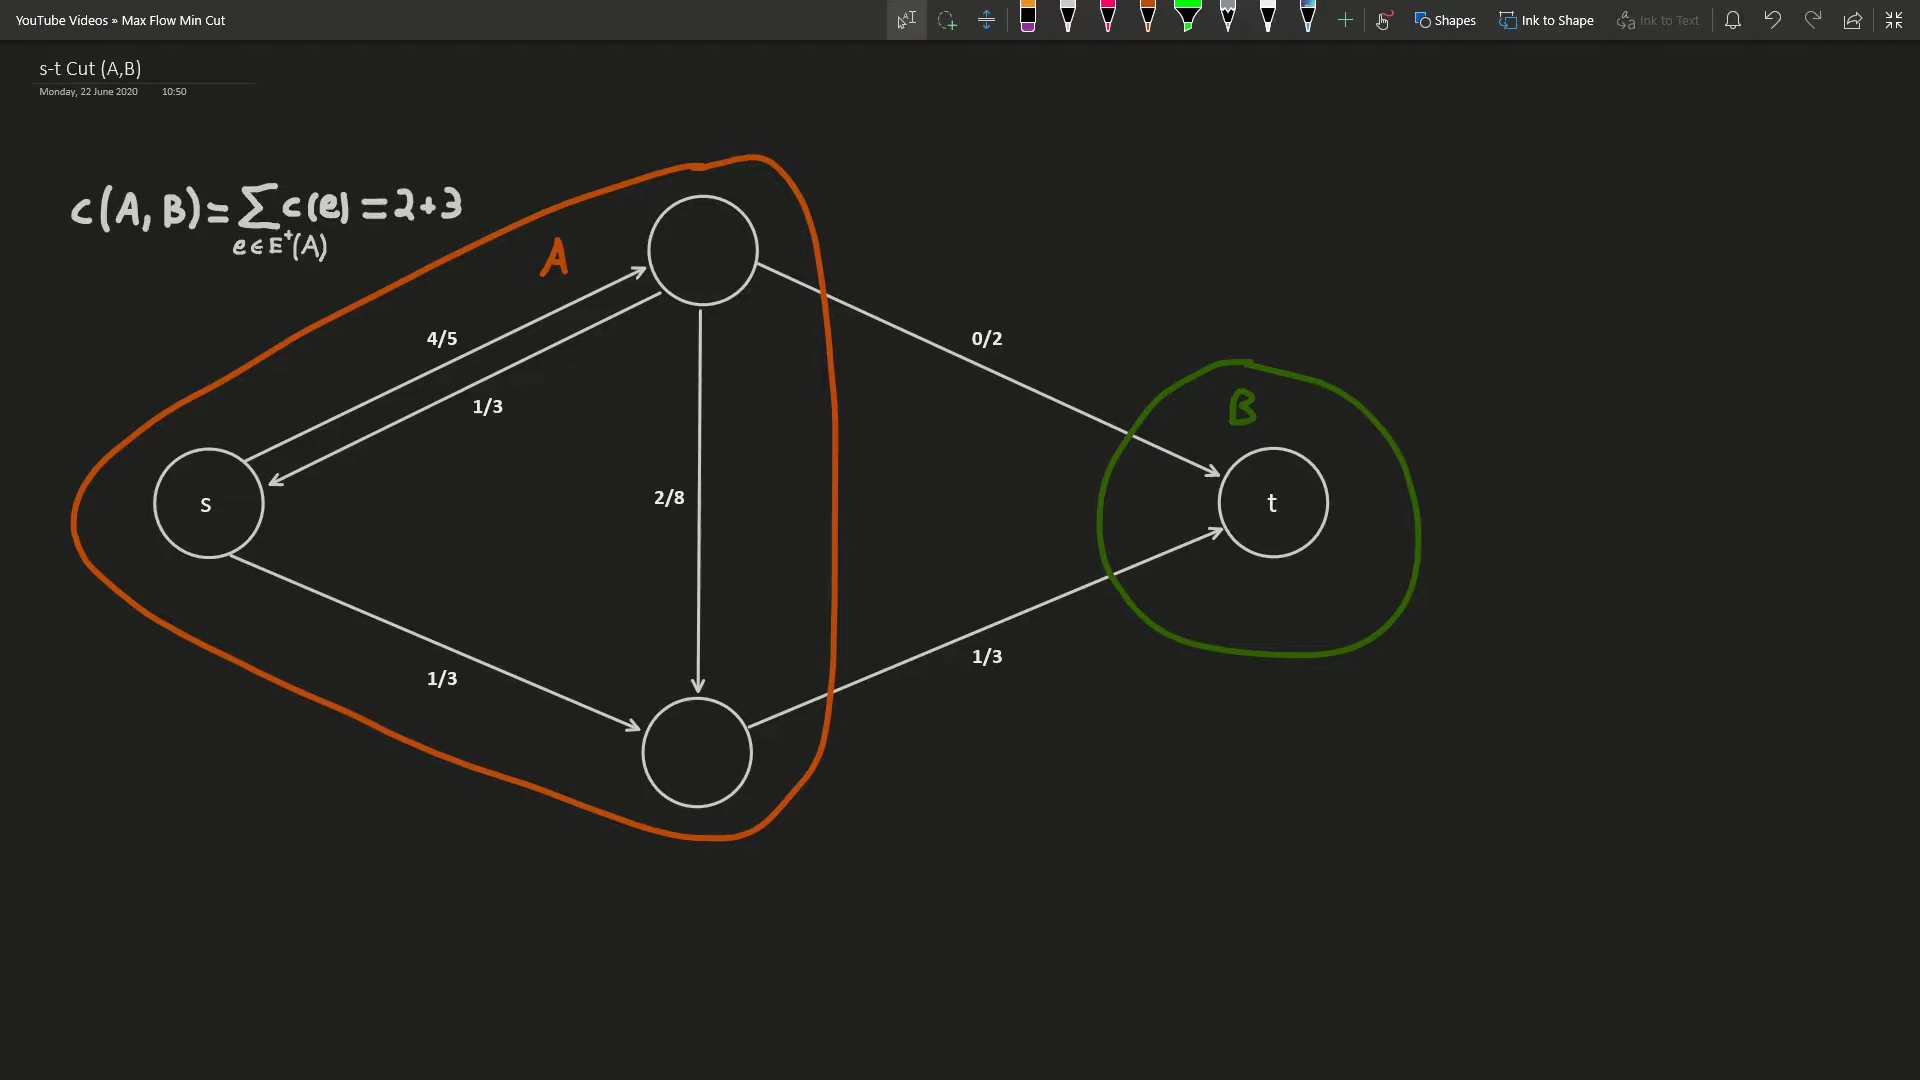 YouTube Videos » Max Flow Min Cut
Shapes
Ink to Shape
Ink to Text
s-t Cut (A,B)
Monday, 22 June 2020 10:50
c(A, B) = ∑ c(e) = 2+3
e∈E⁺(A)
A
4/5
0/2
1/3
B
2/8
s
t
1/3
1/3